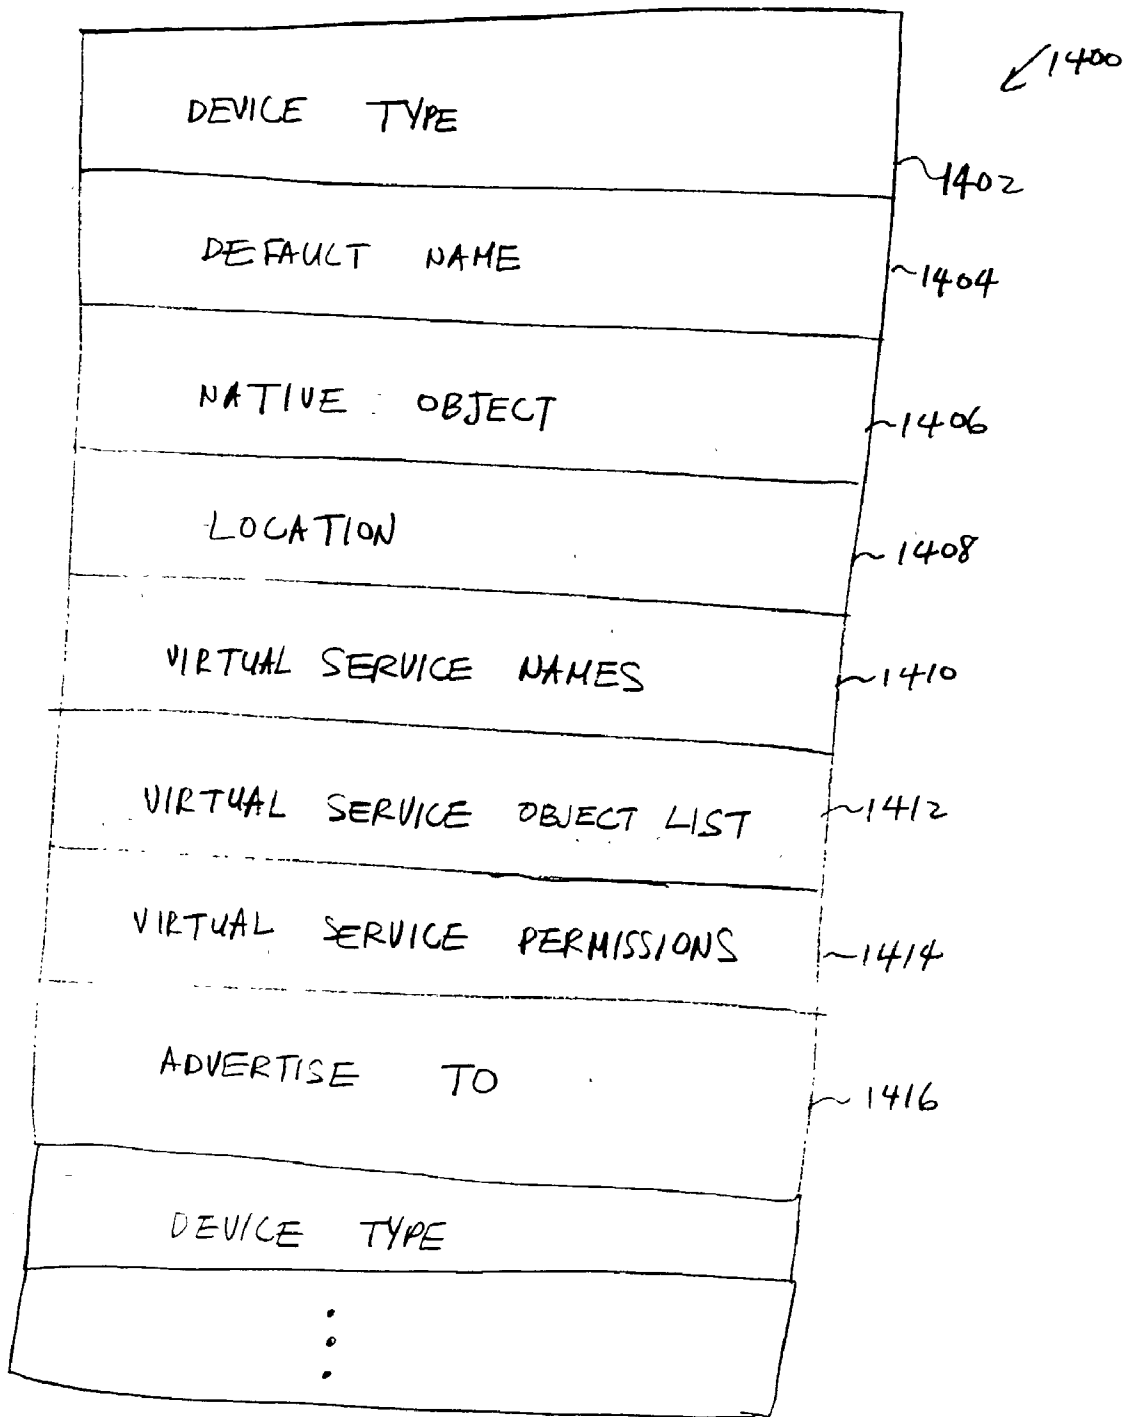 1400
DEVICE TYPE
1402
DEFAULT NAME
1404
NATIVE OBJECT
1406
LOCATION
1408
VIRTUAL SERVICE NAMES
1410
VIRTUAL SERVICE OBJECT LIST
1412
VIRTUAL SERVICE PERMISSIONS
1414
ADVERTISE TO
1416
DEVICE TYPE